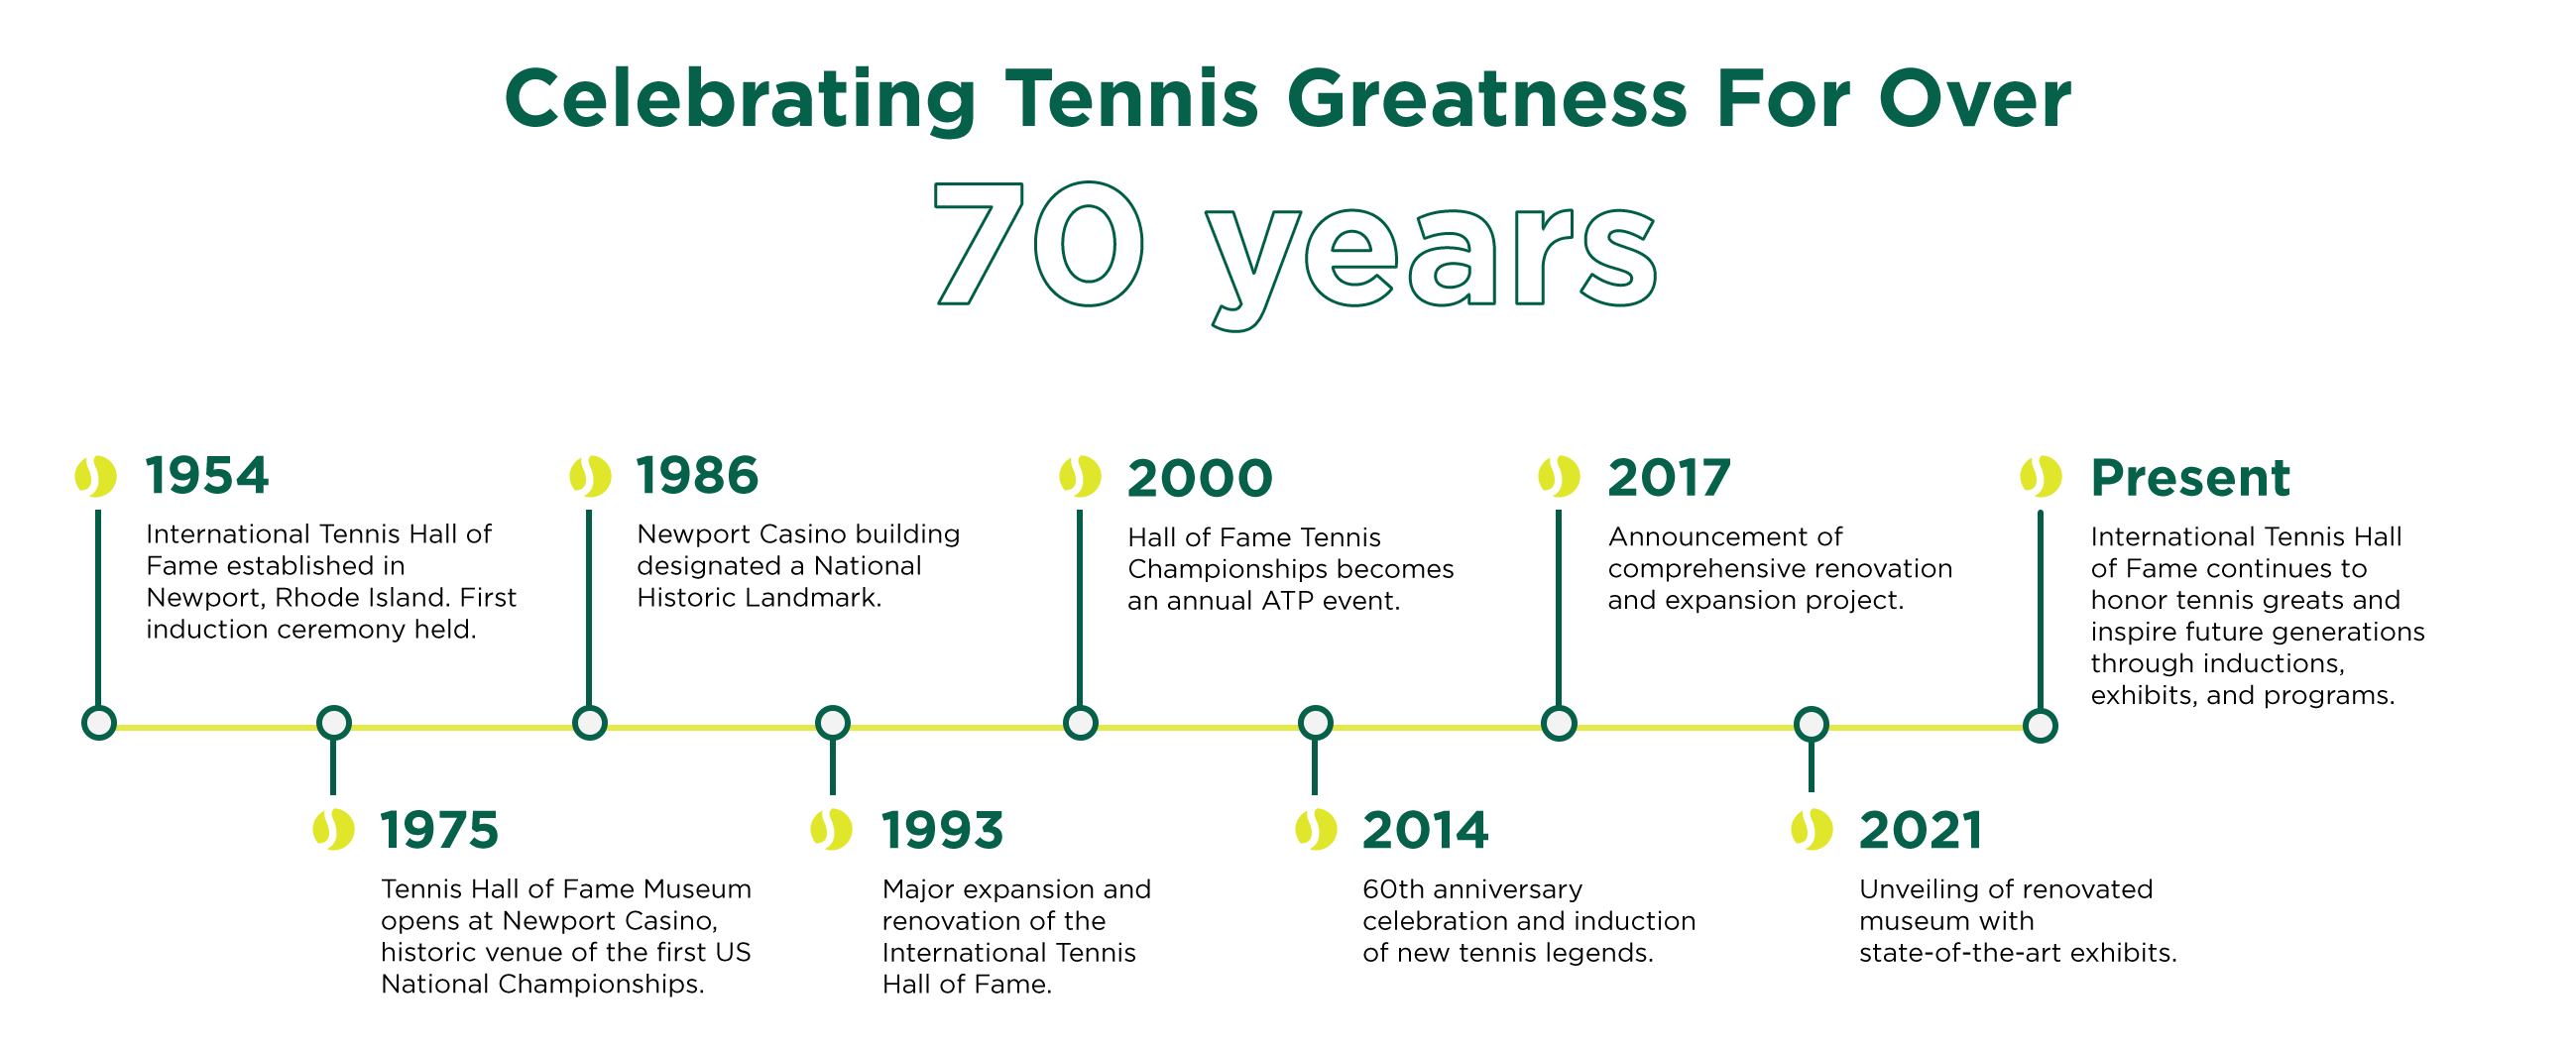 Celebrating Tennis Greatness For Over
70 years
1954
International Tennis Hall of
Fame established in
Newport, Rhode Island. First
induction ceremony held.
1975
Tennis Hall of Fame Museum
opens at Newport Casino,
historic venue of the first US
National Championships.
1986
Newport Casino building
designated a National
Historic Landmark.
1993
Major expansion and
renovation of the
International Tennis
Hall of Fame.
2000
Hall of Fame Tennis
Championships becomes
an annual ATP event.
2014
60th anniversary
celebration and induction
of new tennis legends.
2017
Announcement of
comprehensive renovation
and expansion project.
2021
Unveiling of renovated
museum with
state-of-the-art exhibits.
Present
International Tennis Hall
of Fame continues to
honor tennis greats and
inspire future generations
through inductions,
exhibits, and programs.